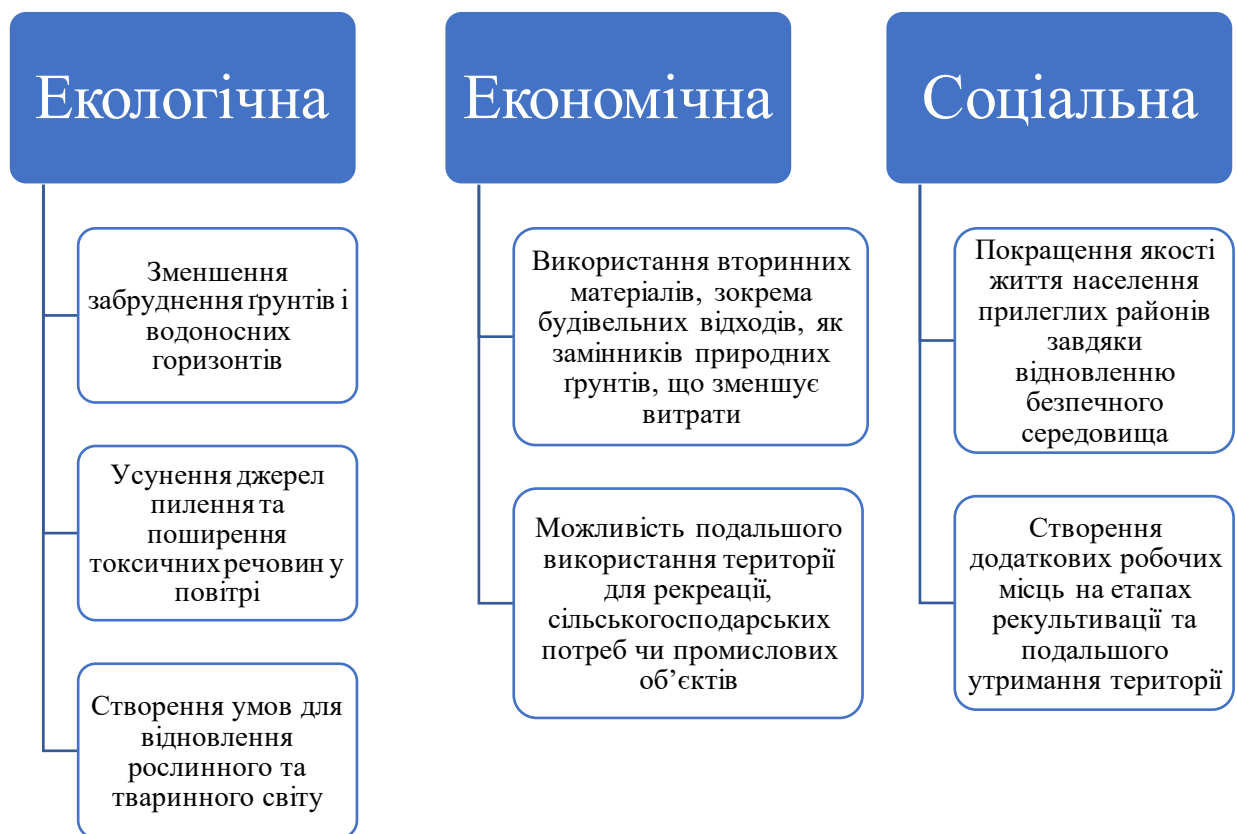 Екологічна
Зменшення
забруднення ґрунтів і
водоносних
горизонтів
Усунення джерел
пилення та
поширення
токсичних речовин у
повітрі
Створення умов для
відновлення
рослинного та
тваринного світу
Економічна
Використання вторинних
матеріалів, зокрема
будівельних відходів, як
замінників природних
ґрунтів, що зменшує
витрати
Можливість подальшого
використання території
для рекреації,
сільськогосподарських
потреб чи промислових
об’єктів
Соціальна
Покращення якості
життя населення
прилеглих районів
завдяки
відновленню
безпечного
середовища
Створення
додаткових робочих
місць на етапах
рекультивації та
подальшого
утримання території